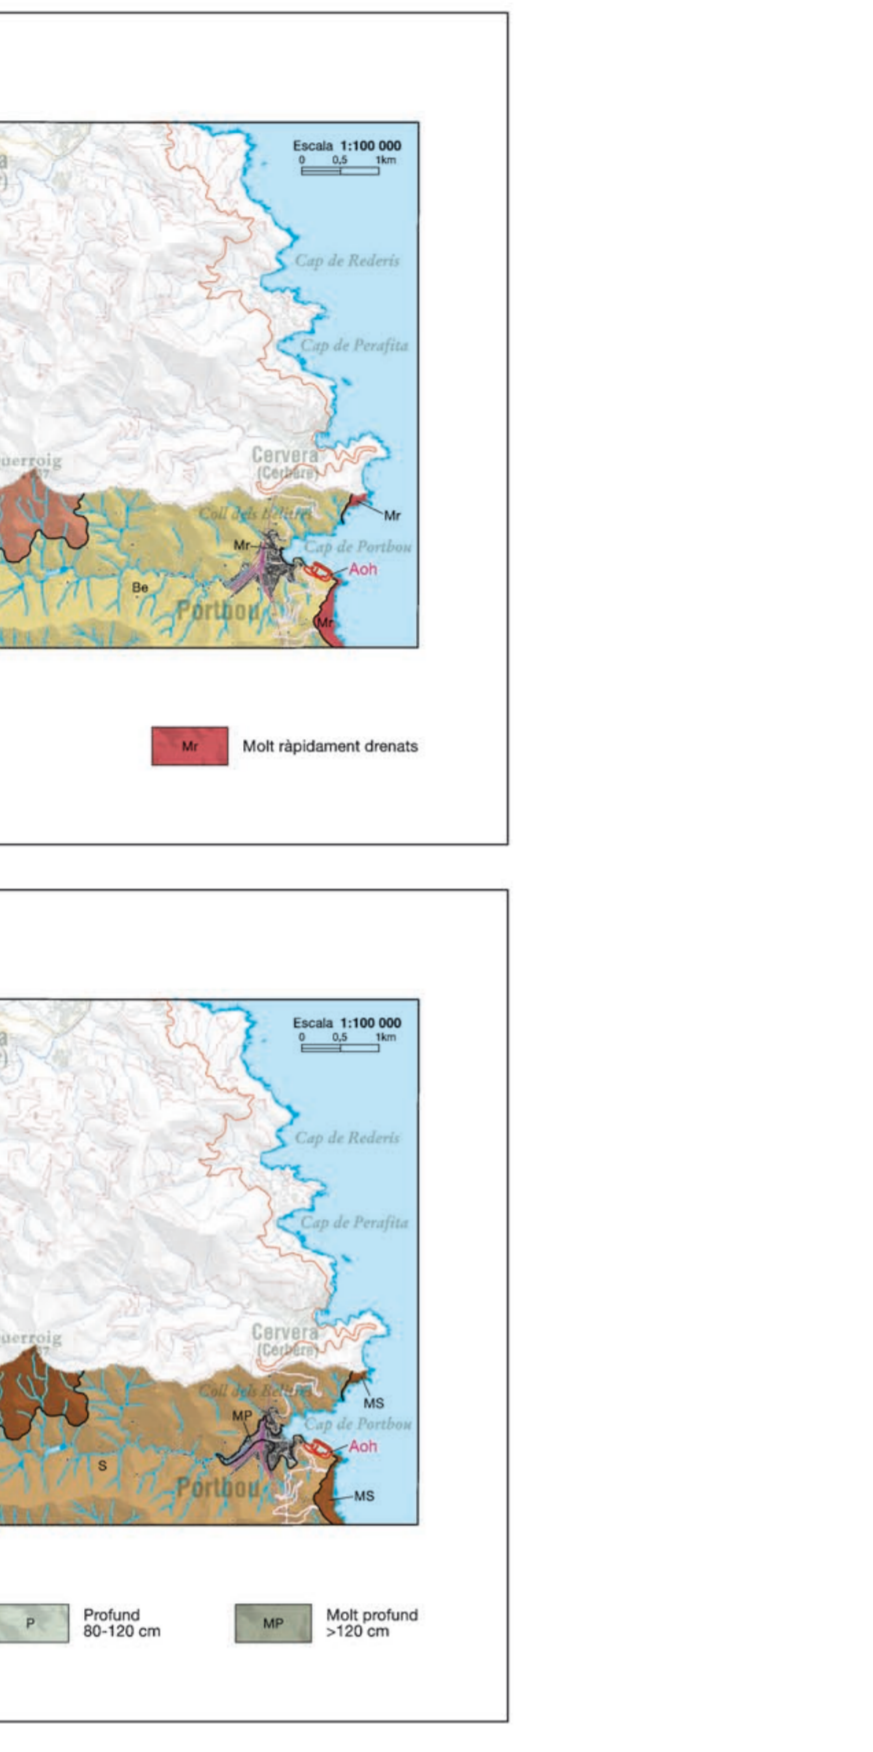 a
)
Escala 1:100 000
0 0,5 1km
Cap de Rederís
Cap de Perafita
uerroig
Cervera
(Cerbère)
Coll dels Belitres
Mr
Mr
Cap de Portbou
Aoh
Be
Portbou
Mr
Mr
Molt ràpidament drenats
a
)
Escala 1:100 000
0 0,5 1km
Cap de Rederís
Cap de Perafita
uerroig
7
Cervera
(Cerbère)
Coll dels Belitres
MS
MP
Cap de Portbou
Aoh
S
Portbou
MS
P
Profund
80-120 cm
MP
Molt profund
>120 cm